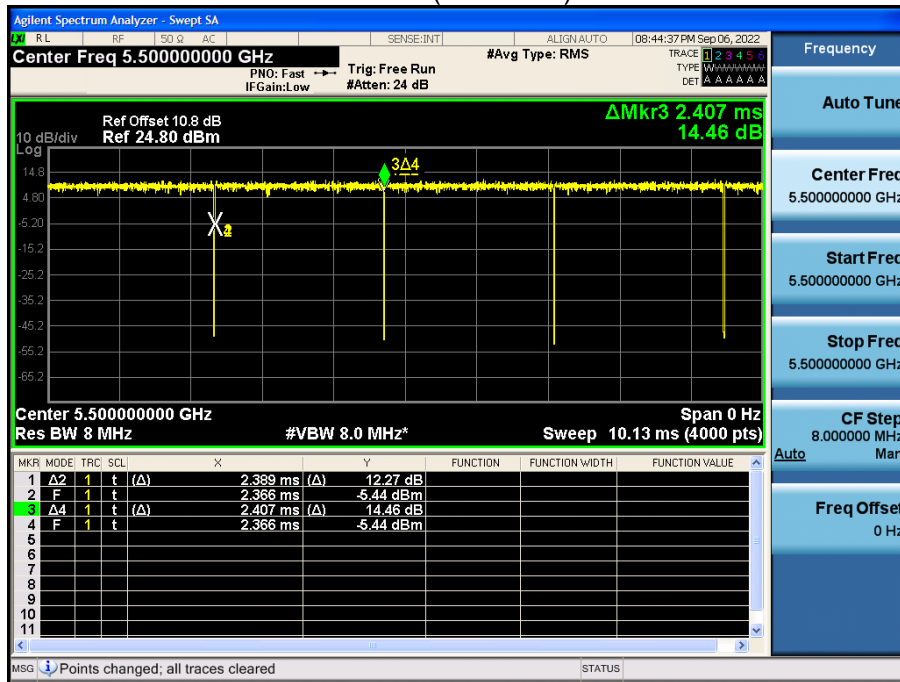 Agilent Spectrum Analyzer - Swept SA
LXI RL RF 50 Ω AC SENSE:INT ALIGN AUTO 08:44:37 PM Sep 06, 2022
Center Freq 5.500000000 GHz
PNO: Fast
IFGain:Low
Trig: Free Run
#Atten: 24 dB
#Avg Type: RMS
TRACE 1 2 3 4 5 6
TYPE
DET A A A A A A
ΔMkr3 2.407 ms
14.46 dB
10 dB/div
Log
Ref Offset 10.8 dB
Ref 24.80 dBm
14.8
4.80
-5.20
-15.2
-25.2
-35.2
-45.2
-55.2
-65.2
3Δ4
X
Center 5.500000000 GHz
Span 0 Hz
Res BW 8 MHz
#VBW 8.0 MHz*
Sweep 10.13 ms (4000 pts)
MKR MODE TRC SCL X Y FUNCTION FUNCTION WIDTH FUNCTION VALUE
1 Δ2 1 t (Δ) 2.389 ms (Δ) 12.27 dB
2 F 1 t 2.366 ms -5.44 dBm
3 Δ4 1 t (Δ) 2.407 ms (Δ) 14.46 dB
4 F 1 t 2.366 ms -5.44 dBm
5
6
7
8
9
10
11
MSG Points changed; all traces cleared
STATUS
Frequency
Auto Tune
Center Freq
5.500000000 GHz
Start Freq
5.500000000 GHz
Stop Freq
5.500000000 GHz
CF Step
8.000000 MHz
Auto Man
Freq Offset
0 Hz